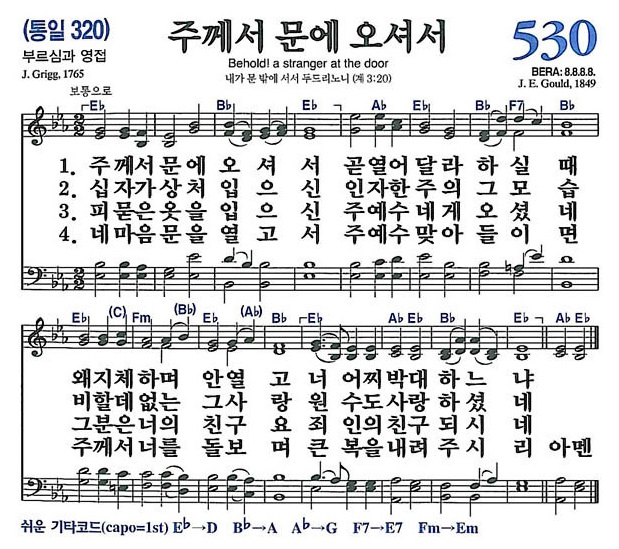 (통일 320)
주께서 문에 오셔서
530
부르심과 영접
Behold! a stranger at the door
BERA: 8.8.8.8.
J. Grigg, 1765
내가 문 밖에 서서 두드리노니 (계 3:20)
J. E. Gould, 1849
보통으로
E♭ B♭ E♭ A♭ E♭ B♭ F7 B♭
1. 주께서 문에 오 셔 서 곧 열어 달라 하 실 때
2. 십자가 상처 입 으 신 인자한 주의 그 모 습
3. 피묻은 옷을 입 으 신 주예수 네게 오 셨 네
4. 네마음 문을 열 고 서 주예수 맞아 들 이 면
E♭ (C) Fm (B♭) (A♭) B♭ E♭ A♭ E♭ B♭ E♭ A♭ E♭
왜지체 하며 안열 고 너 어찌 박대 하 느 냐
비할데 없는 그사 랑 원 수도 사랑 하 셨 네
그분은 너의 친구 요 죄 인의 친구 되 시 네
주께서 너를 돌보 며 큰 복을 내려 주 시 리 아멘
쉬운 기타코드(capo=1st) E♭→D B♭→A A♭→G F7→E7 Fm→Em